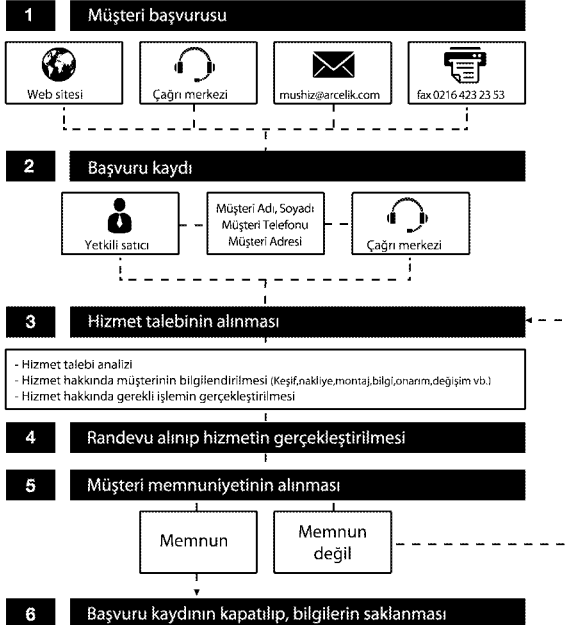 1 Müşteri başvurusu
Web sitesi
Çağrı merkezi
mushiz@arcelik.com
fax 0216 423 23 53
2 Başvuru kaydı
Yetkili satıcı
Müşteri Adı, Soyadı
Müşteri Telefonu
Müşteri Adresi
Çağrı merkezi
3 Hizmet talebinin alınması
- Hizmet talebi analizi
- Hizmet hakkında müşterinin bilgilendirilmesi (Keşif,nakliye,montaj,bilgi,onarım,değişim vb.)
- Hizmet hakkında gerekli işlemin gerçekleştirilmesi
4 Randevu alınıp hizmetin gerçekleştirilmesi
5 Müşteri memnuniyetinin alınması
Memnun
Memnun
değil
6 Başvuru kaydının kapatılıp, bilgilerin saklanması